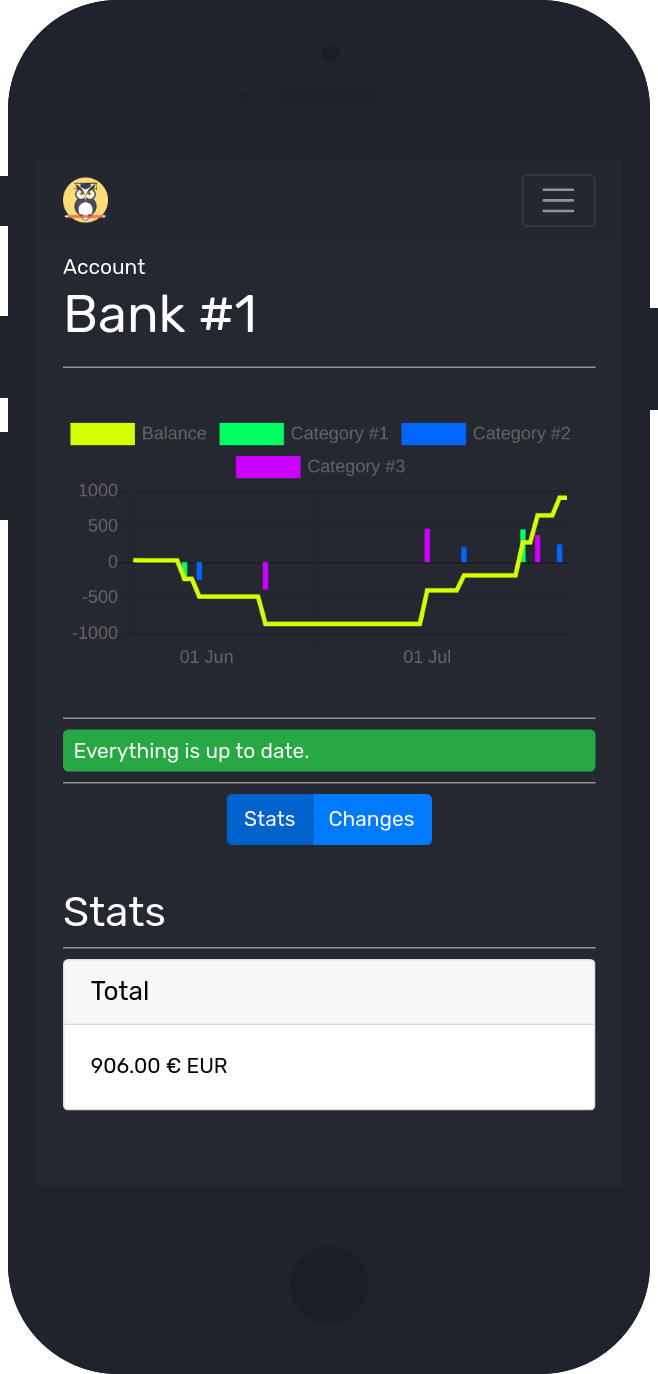 Account
Bank #1
Balance Category #1 Category #2
Category #3
1000
500
0
-500
-1000
01 Jun 01 Jul
Everything is up to date.
Stats Changes
Stats
Total
906.00 € EUR